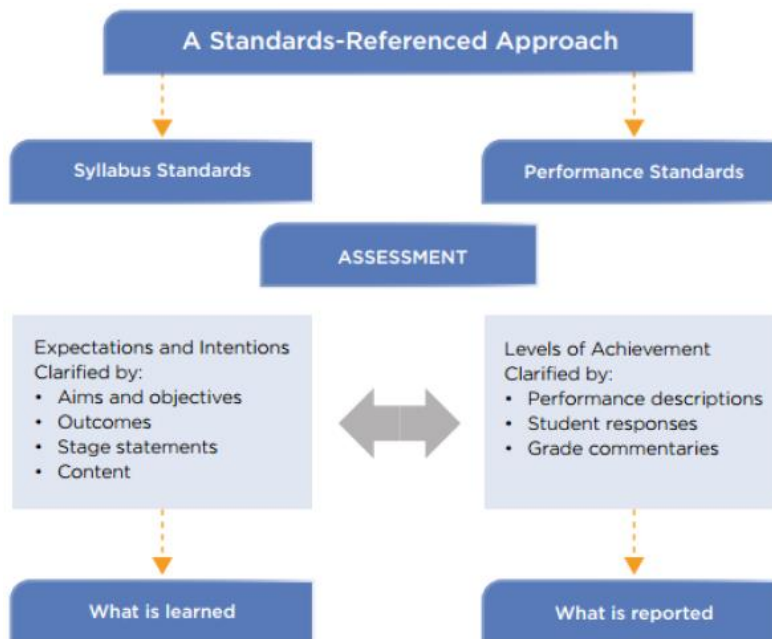 A Standards-Referenced Approach
Syllabus Standards
Performance Standards
ASSESSMENT
Expectations and Intentions
Clarified by:
• Aims and objectives
• Outcomes
• Stage statements
• Content
Levels of Achievement
Clarified by:
• Performance descriptions
• Student responses
• Grade commentaries
What is learned
What is reported